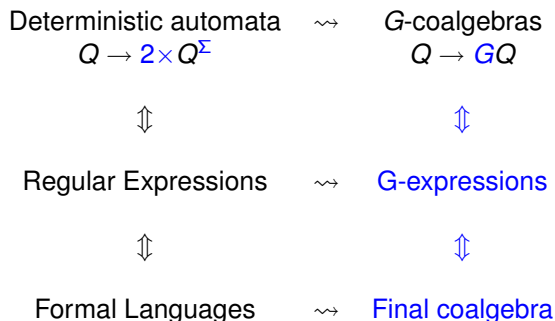 Deterministic automata ⇝ G-coalgebras
Q → 2 × Q^Σ Q → GQ
⇕ ⇕
Regular Expressions ⇝ G-expressions
⇕ ⇕
Formal Languages ⇝ Final coalgebra